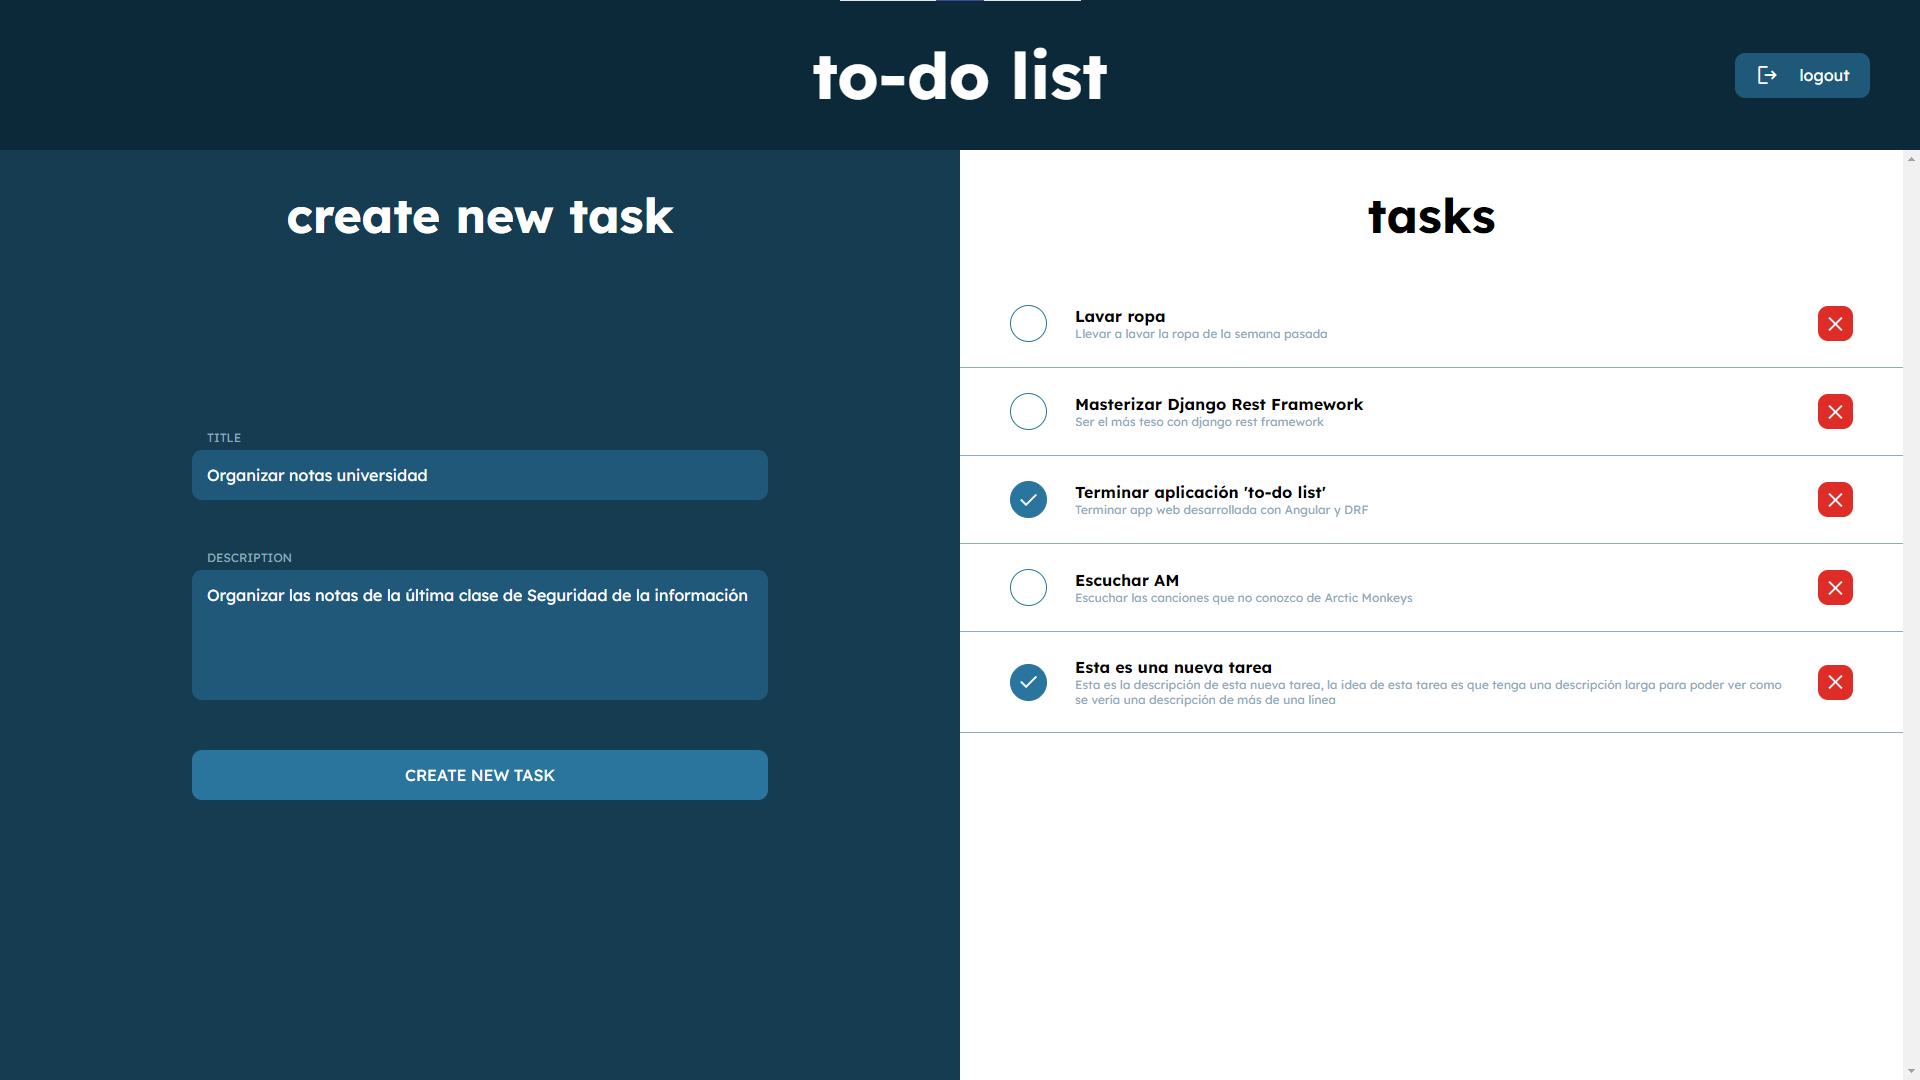 to-do list
logout
create new task
TITLE
Organizar notas universidad
DESCRIPTION
Organizar las notas de la última clase de Seguridad de la información
CREATE NEW TASK
tasks
Lavar ropa
Llevar a lavar la ropa de la semana pasada
Masterizar Django Rest Framework
Ser el más teso con django rest framework
Terminar aplicación 'to-do list'
Terminar app web desarrollada con Angular y DRF
Escuchar AM
Escuchar las canciones que no conozco de Arctic Monkeys
Esta es una nueva tarea
Esta es la descripción de esta nueva tarea, la idea de esta tarea es que tenga una descripción larga para poder ver como
se vería una descripción de más de una línea